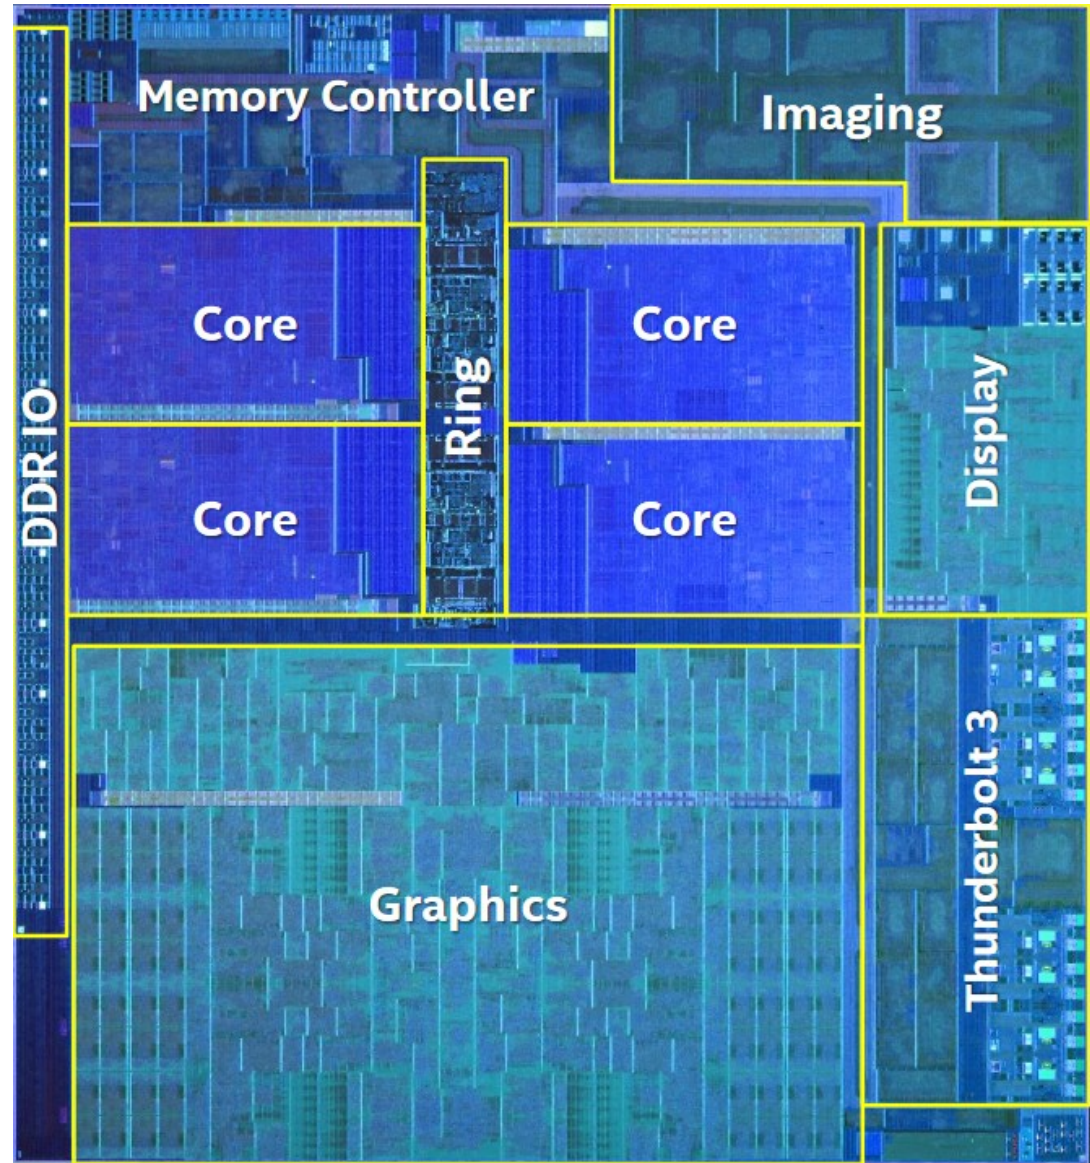 Memory Controller
Imaging
Core
Core
DDR IO
Ring
Display
Core
Core
Graphics
Thunderbolt 3